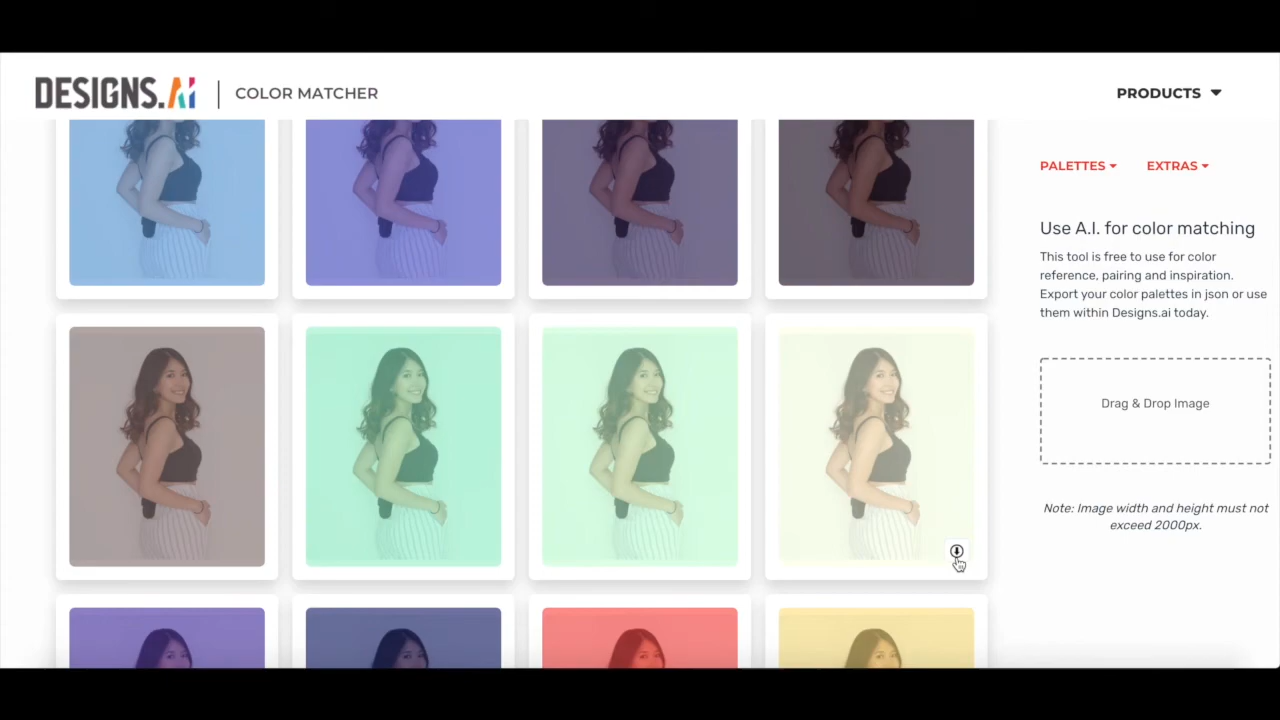 DESIGNS.AI
COLOR MATCHER
PRODUCTS
PALETTES
EXTRAS
Use A.I. for color matching
This tool is free to use for color
reference, pairing and inspiration.
Export your color palettes in json or use
them within Designs.ai today.
Drag & Drop Image
Note: Image width and height must not
exceed 2000px.